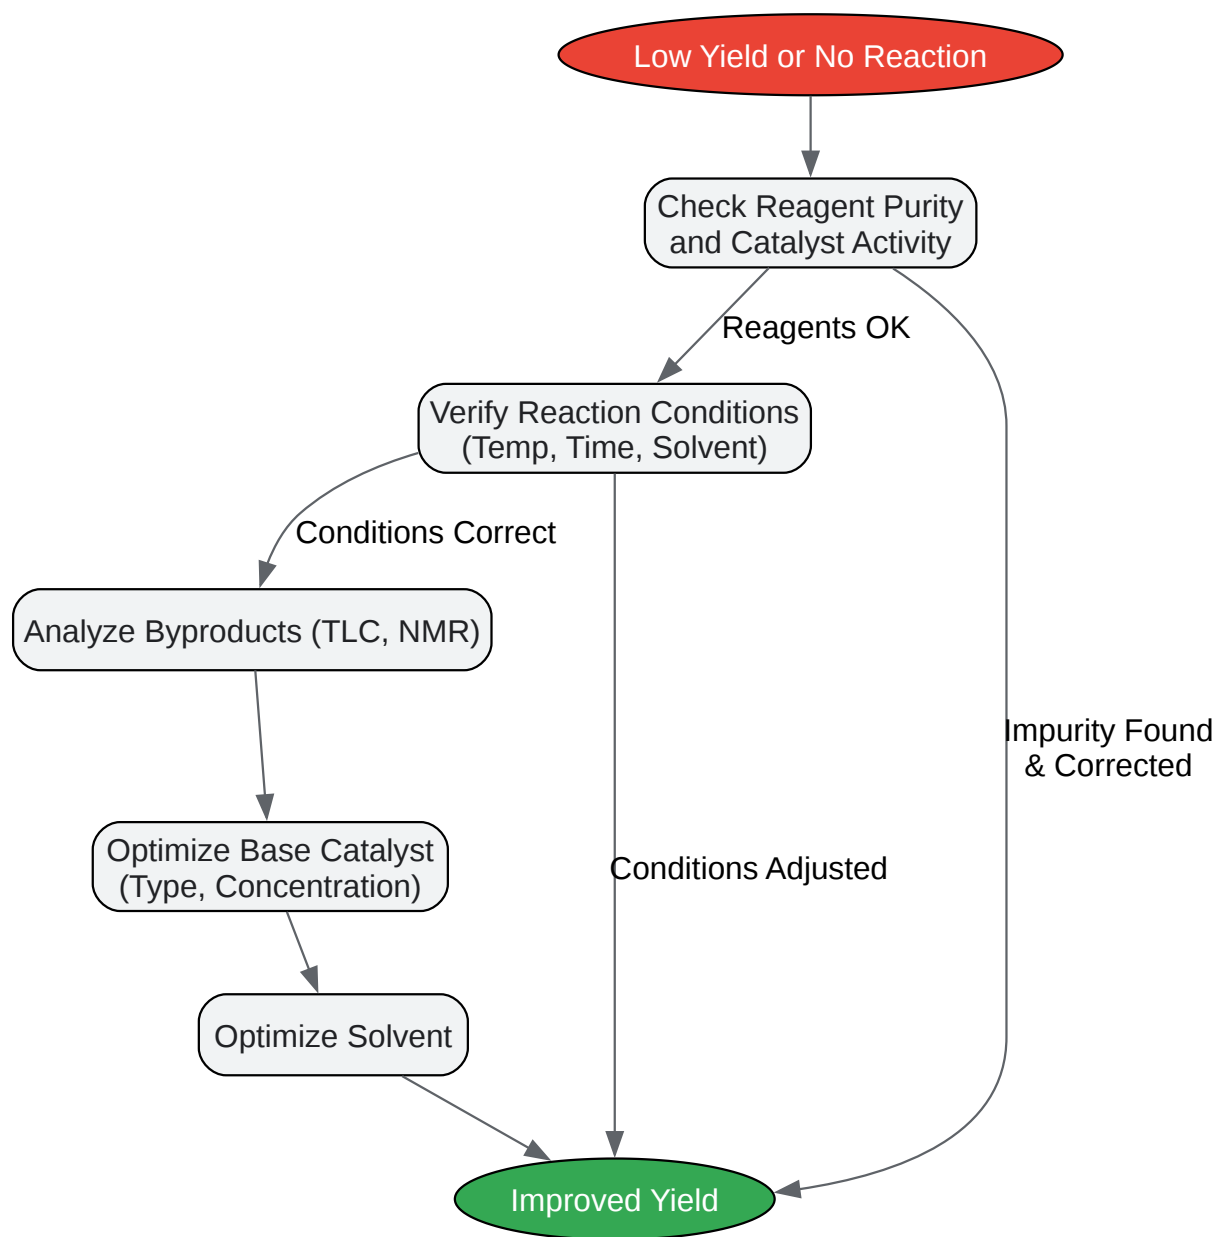 Low Yield or No Reaction
Check Reagent Purity
and Catalyst Activity
Reagents OK
Verify Reaction Conditions
(Temp, Time, Solvent)
Conditions Correct
Analyze Byproducts (TLC, NMR)
Impurity Found
& Corrected
Optimize Base Catalyst
(Type, Concentration)
Conditions Adjusted
Optimize Solvent
Improved Yield